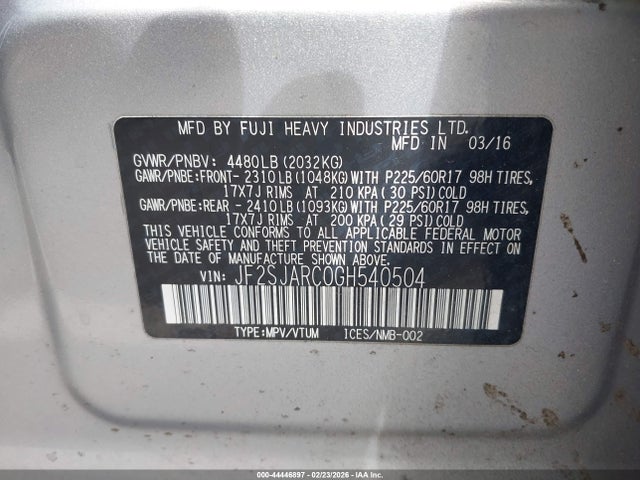 MFD BY FUJI HEAVY INDUSTRIES LTD.
MFD IN 03/16
GVWR/PNBV: 4480LB (2032KG)
GAWR/PNBE:FRONT- 2310LB (1048KG) WITH P225/60R17 98H TIRES,
17X7J RIMS AT 210 KPA (30 PSI) COLD
GAWR/PNBE:REAR - 2410LB (1093KG) WITH P225/60R17 98H TIRES,
17X7J RIMS AT 200 KPA (29 PSI) COLD
THIS VEHICLE CONFORMS TO ALL APPLICABLE FEDERAL MOTOR
VEHICLE SAFETY AND THEFT PREVENTION STANDARDS IN EFFECT ON
THE DATE OF MANUFACTURE SHOWN ABOVE.
VIN: JF2SJARC0GH540504
TYPE:MPV/VTUM ICES/NMB-002
000-44446897 - 02/23/2026 - IAA Inc.